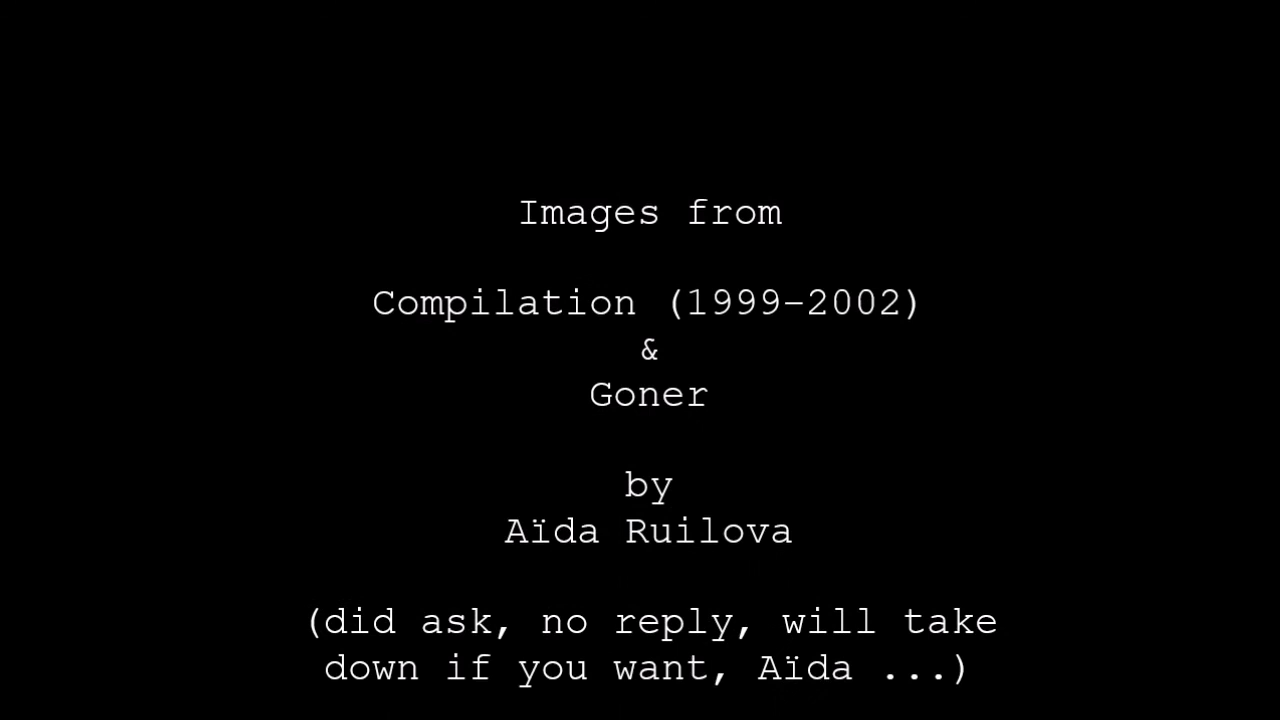 Images from
Compilation (1999-2002)
&
Goner
by
Aïda Ruilova
(did ask, no reply, will take
down if you want, Aïda ...)